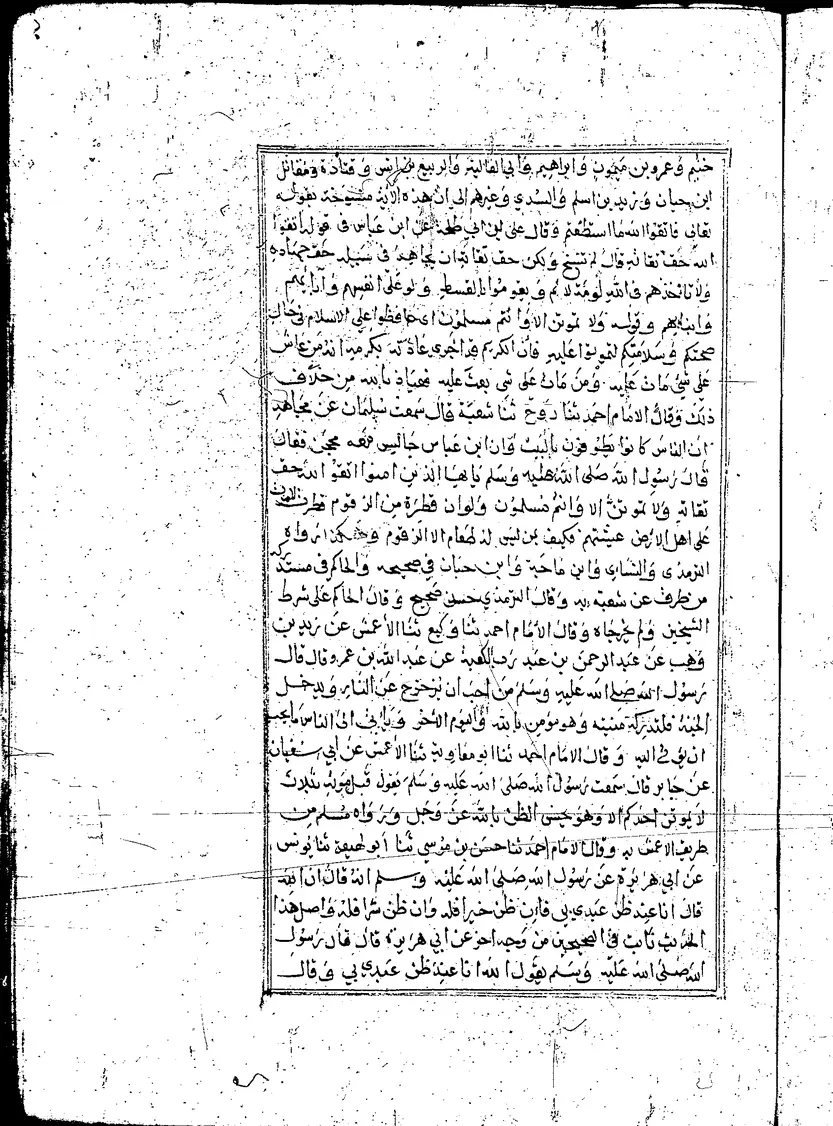 خثيم وعمرو بن ميمون وابراهيم وابي العالية والربيع بن انس وقتادة ومقاتل
ابن حيان وزيد بن اسلم والسدي وغيرهم الى ان هذه الاية منسوخة بقوله
تعالى فاتقوا الله ما استطعتم وقال علي بن ابي طلحة عن ابن عباس في قوله اتقوا
الله حق تقاته قال لم تنسخ ولكن حق تقاته ان يجاهد في سبيله حق جهاده
ولا تاخذهم في الله لومة لائم ويقوموا بالقسط ولو على انفسهم وآبائهم
وابنائهم وقوله ولا تموتن الا وانتم مسلمون اي حافظوا على الاسلام في حال
صحتكم وسلامتكم لتموتوا عليه فان الكريم قد اجرى عادته بكرمه انه من عاش
على شئ مات عليه ومن مات على شئ بعث عليه فعياذ بالله من خلاف
ذلك وقال الامام احمد ثنا روح ثنا شعبة قال سمعت سليمان عن مجاهد
ان الناس كانوا يطوفون بالبيت وان ابن عباس جالس معه محجن فقال
قال رسول الله صلى الله عليه وسلم يا ايها الذين امنوا اتقوا الله حق
تقاته ولا تموتن الا وانتم مسلمون ولو ان قطرة من الزقوم قطرت لامرت
على اهل الارض عيشتهم فكيف بمن ليس له طعام الا الزقوم وهكذا رواه
الترمذي والنسائي وابن ماجة وابن حبان في صحيحه والحاكم في مستدركه
من طرف عن شعبة به وقال الترمذي حسن صحيح وقال الحاكم على شرط
الشيخين ولم يخرجاه وقال الامام احمد ثنا وكيع ثنا الأعمش عن زيد بن
وهب عن عبد الرحمن بن عبد رب الكعبة عن عبد الله بن عمرو قال قال
رسول الله صلى الله عليه وسلم من احب ان يزحزح عن النار ويدخل
الجنة فلتدركه منيته وهو مؤمن بالله واليوم الآخر ويأتي الى الناس ما يحب
ان يؤتى اليه وقال الامام احمد ثنا ابو معاوية ثنا الأعمش عن أبي سفيان
عن جابر قال سمعت رسول الله صلى الله عليه وسلم يقول قبل موته بثلاث
لا يموتن احدكم الا وهو يحسن الظن بالله عز وجل ورواه مسلم من
طريق الاعمش به وقال الامام احمد ثنا حسن بن موسي ثنا ابو لهيعة ثنا يونس
عن ابي هريرة عن رسول الله صلى الله عليه وسلم انه قال ان الله
قال انا عند ظن عبدي بي فإن ظن خيرا فله وان ظن شرا فله واصل هذا
الحديث ثابت في الصحيحين من وجه اخر عن ابي هريرة قال قال رسول
الله صلى الله عليه وسلم يقول الله انا عند ظن عبدي بي وقال